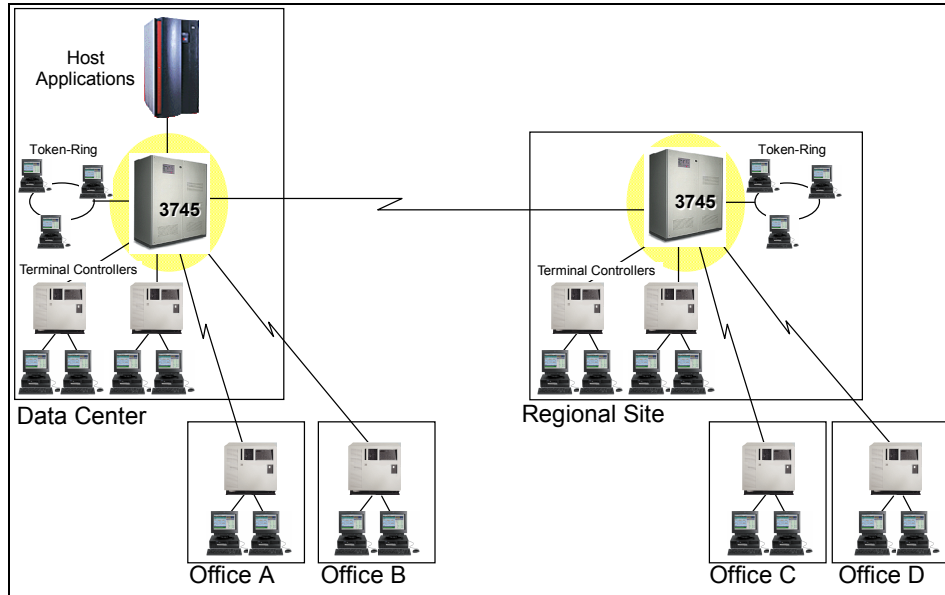 Host
Applications
Token-Ring
3745
Terminal Controllers
Data Center
Token-Ring
3745
Terminal Controllers
Regional Site
Office A
Office B
Office C
Office D